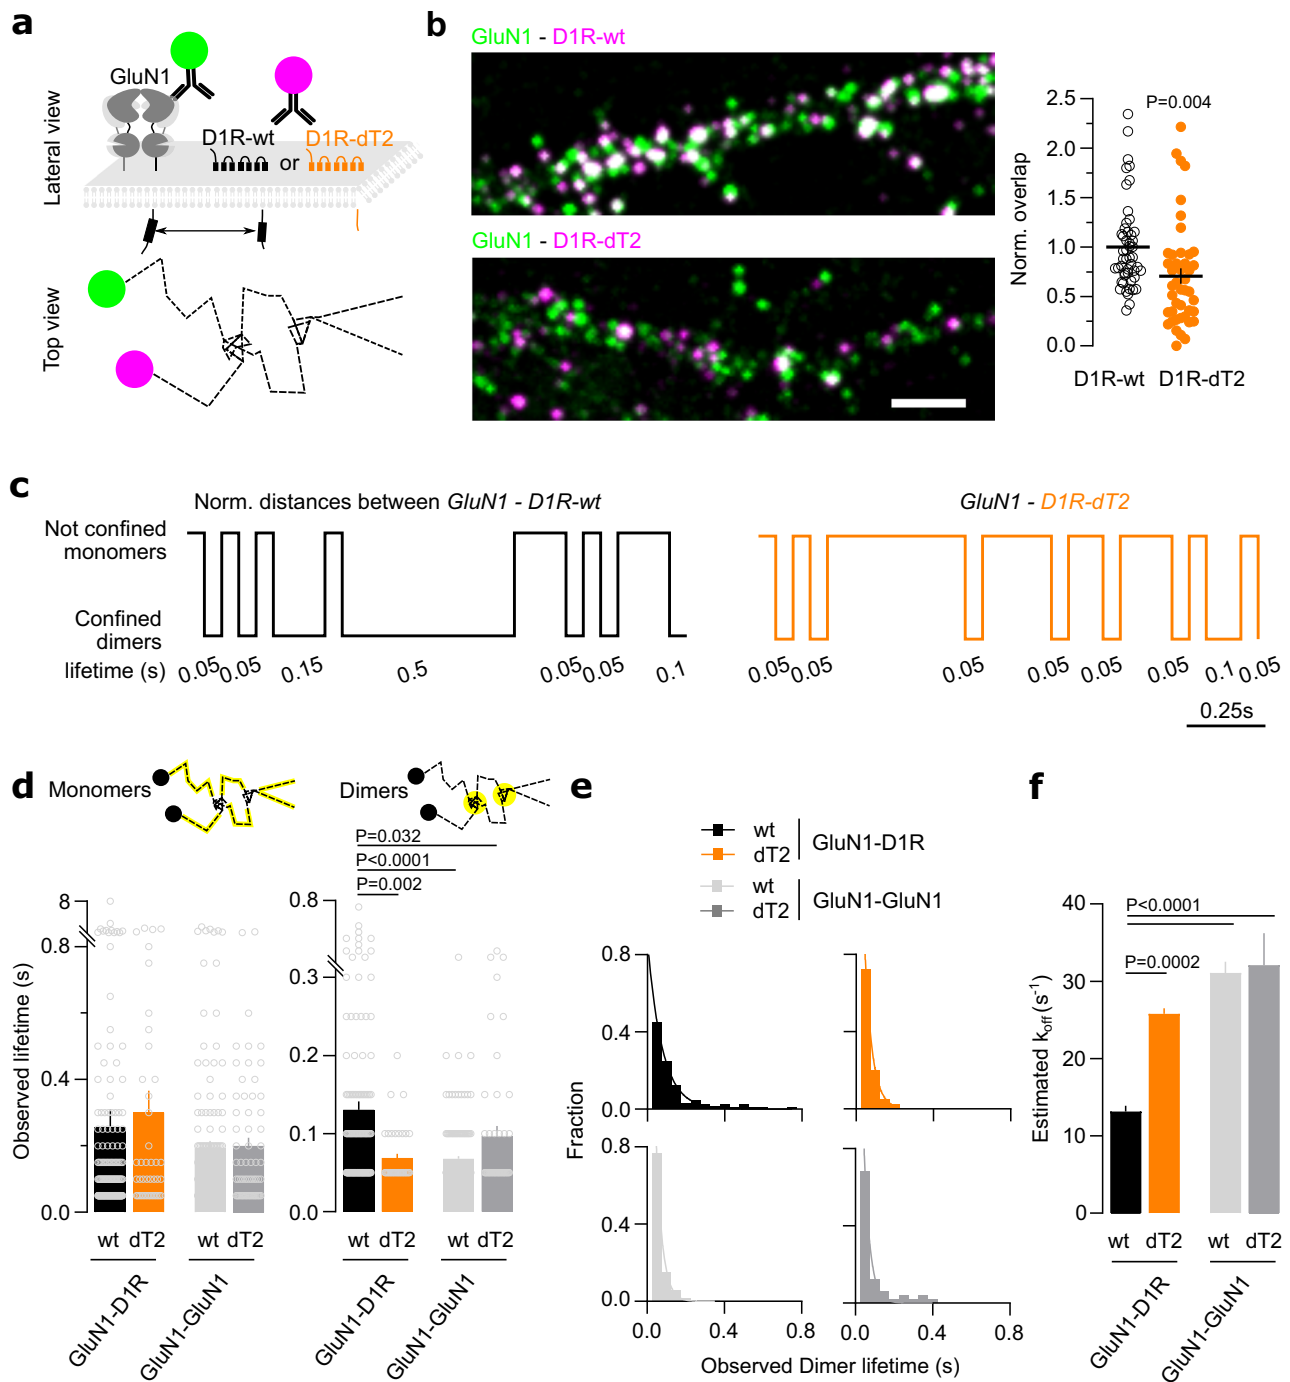 a
Lateral view
GluN1
D1R-wt
or
D1R-dT2
Top view
b
GluN1 - D1R-wt
GluN1 - D1R-dT2
Norm. overlap
2.5
2.0
1.5
1.0
0.5
0.0
P=0.004
D1R-wt D1R-dT2
c
Norm. distances between GluN1 - D1R-wt
GluN1 - D1R-dT2
Not confined
monomers
Confined
dimers
lifetime (s)
0.05 0.05 0.15 0.5 0.05 0.05 0.1
0.05 0.05 0.05 0.05 0.05 0.05 0.1 0.05
0.25s
d
Monomers
Dimers
P=0.032
P<0.0001
P=0.002
Observed lifetime (s)
8
0.8
0.4
0.0
wt dT2 wt dT2
GluN1-D1R
GluN1-GluN1
0.8
0.3
0.2
0.1
0.0
wt dT2 wt dT2
GluN1-D1R
GluN1-GluN1
e
wt
dT2
GluN1-D1R
wt
dT2
GluN1-GluN1
Fraction
0.8
0.4
0.0
0.8
0.4
0.0
0.0 0.4 0.8
0.0 0.4 0.8
Observed Dimer lifetime (s)
f
Estimated koff (s-1)
40
30
20
10
0
P<0.0001
P=0.0002
wt dT2 wt dT2
GluN1-D1R
GluN1-GluN1